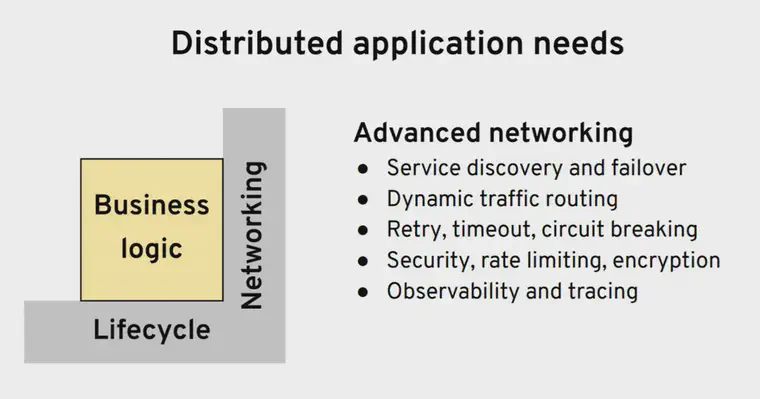 Distributed application needs
Business
logic
Networking
Lifecycle
Advanced networking
● Service discovery and failover
● Dynamic traffic routing
● Retry, timeout, circuit breaking
● Security, rate limiting, encryption
● Observability and tracing